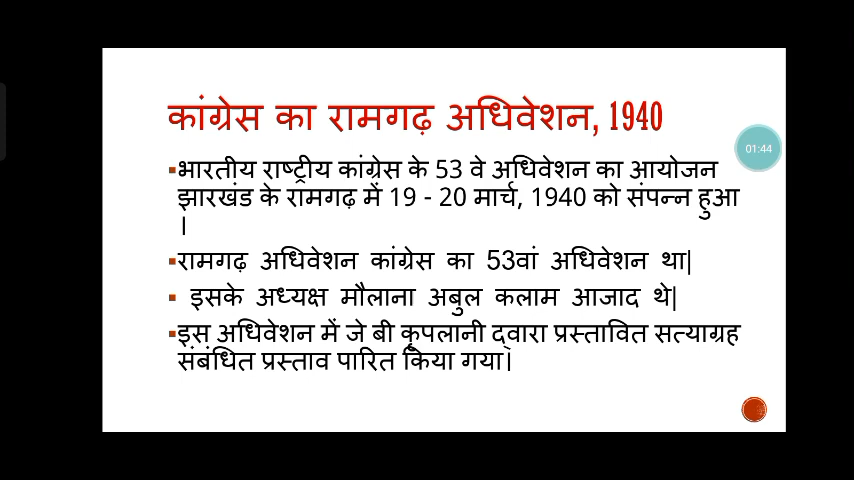 कांग्रेस का रामगढ़ अधिवेशन, 1940
01:44
▪भारतीय राष्ट्रीय कांग्रेस के 53 वे अधिवेशन का आयोजन
झारखंड के रामगढ़ में 19 - 20 मार्च, 1940 को संपन्न हुआ
|
▪रामगढ़ अधिवेशन कांग्रेस का 53वां अधिवेशन था|
▪ इसके अध्यक्ष मौलाना अबुल कलाम आजाद थे|
▪इस अधिवेशन में जे बी कृपलानी द्वारा प्रस्तावित सत्याग्रह
संबंधित प्रस्ताव पारित किया गया|